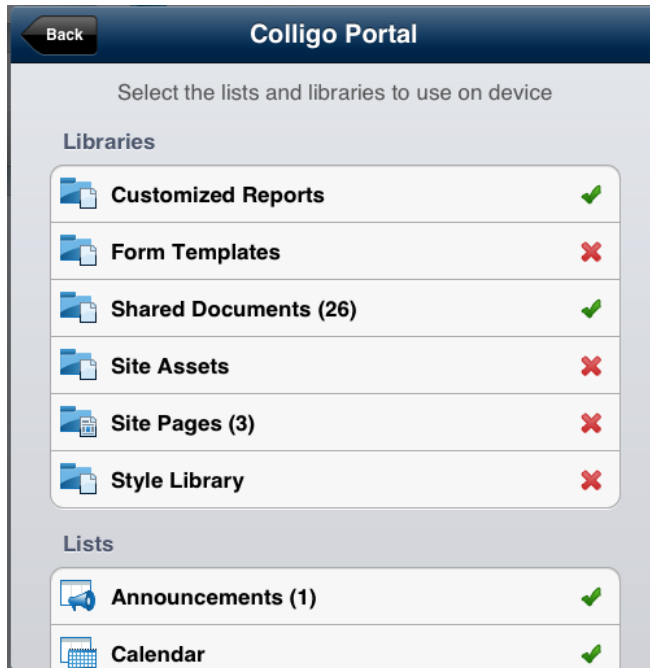 Back
Colligo Portal
Select the lists and libraries to use on device
Libraries
Customized Reports
Form Templates
Shared Documents (26)
Site Assets
Site Pages (3)
Style Library
Lists
Announcements (1)
Calendar